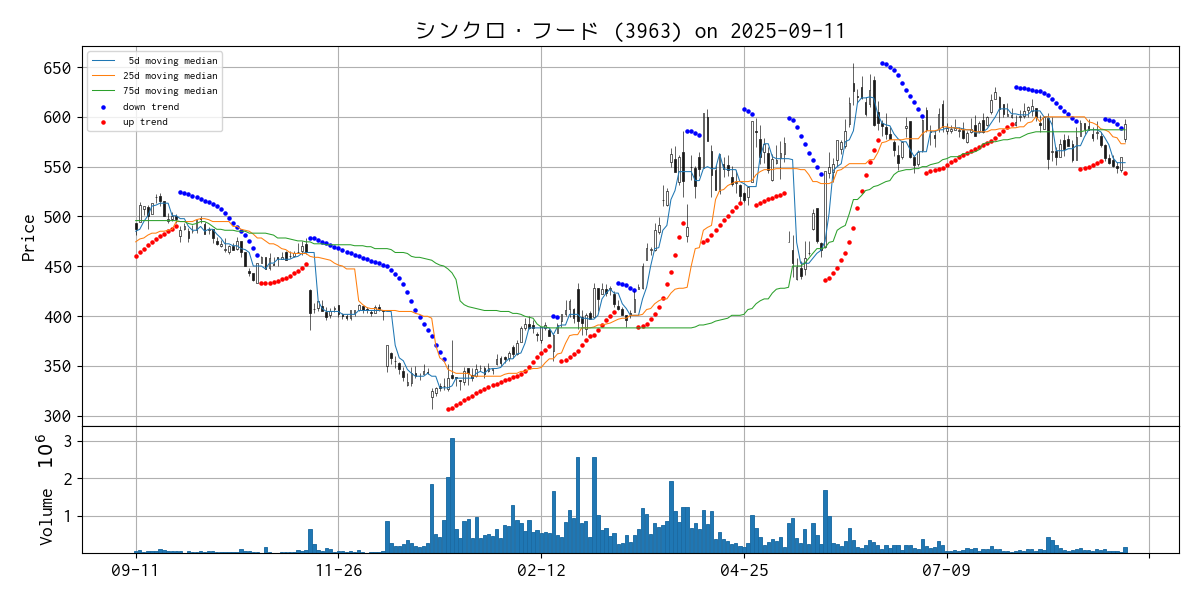 シンクロ・フード (3963) on 2025-09-11
5d moving median
25d moving median
75d moving median
down trend
up trend
Price
650
600
550
500
450
400
350
300
Volume 10^6
3
2
1
09-11
11-26
02-12
04-25
07-09